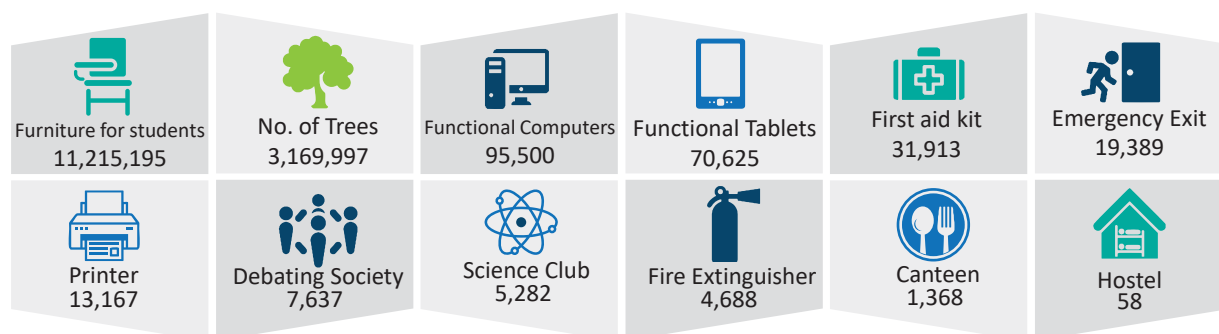 Furniture for students
11,215,195
No. of Trees
3,169,997
Functional Computers
95,500
Functional Tablets
70,625
First aid kit
31,913
Emergency Exit
19,389
Printer
13,167
Debating Society
7,637
Science Club
5,282
Fire Extinguisher
4,688
Canteen
1,368
Hostel
58